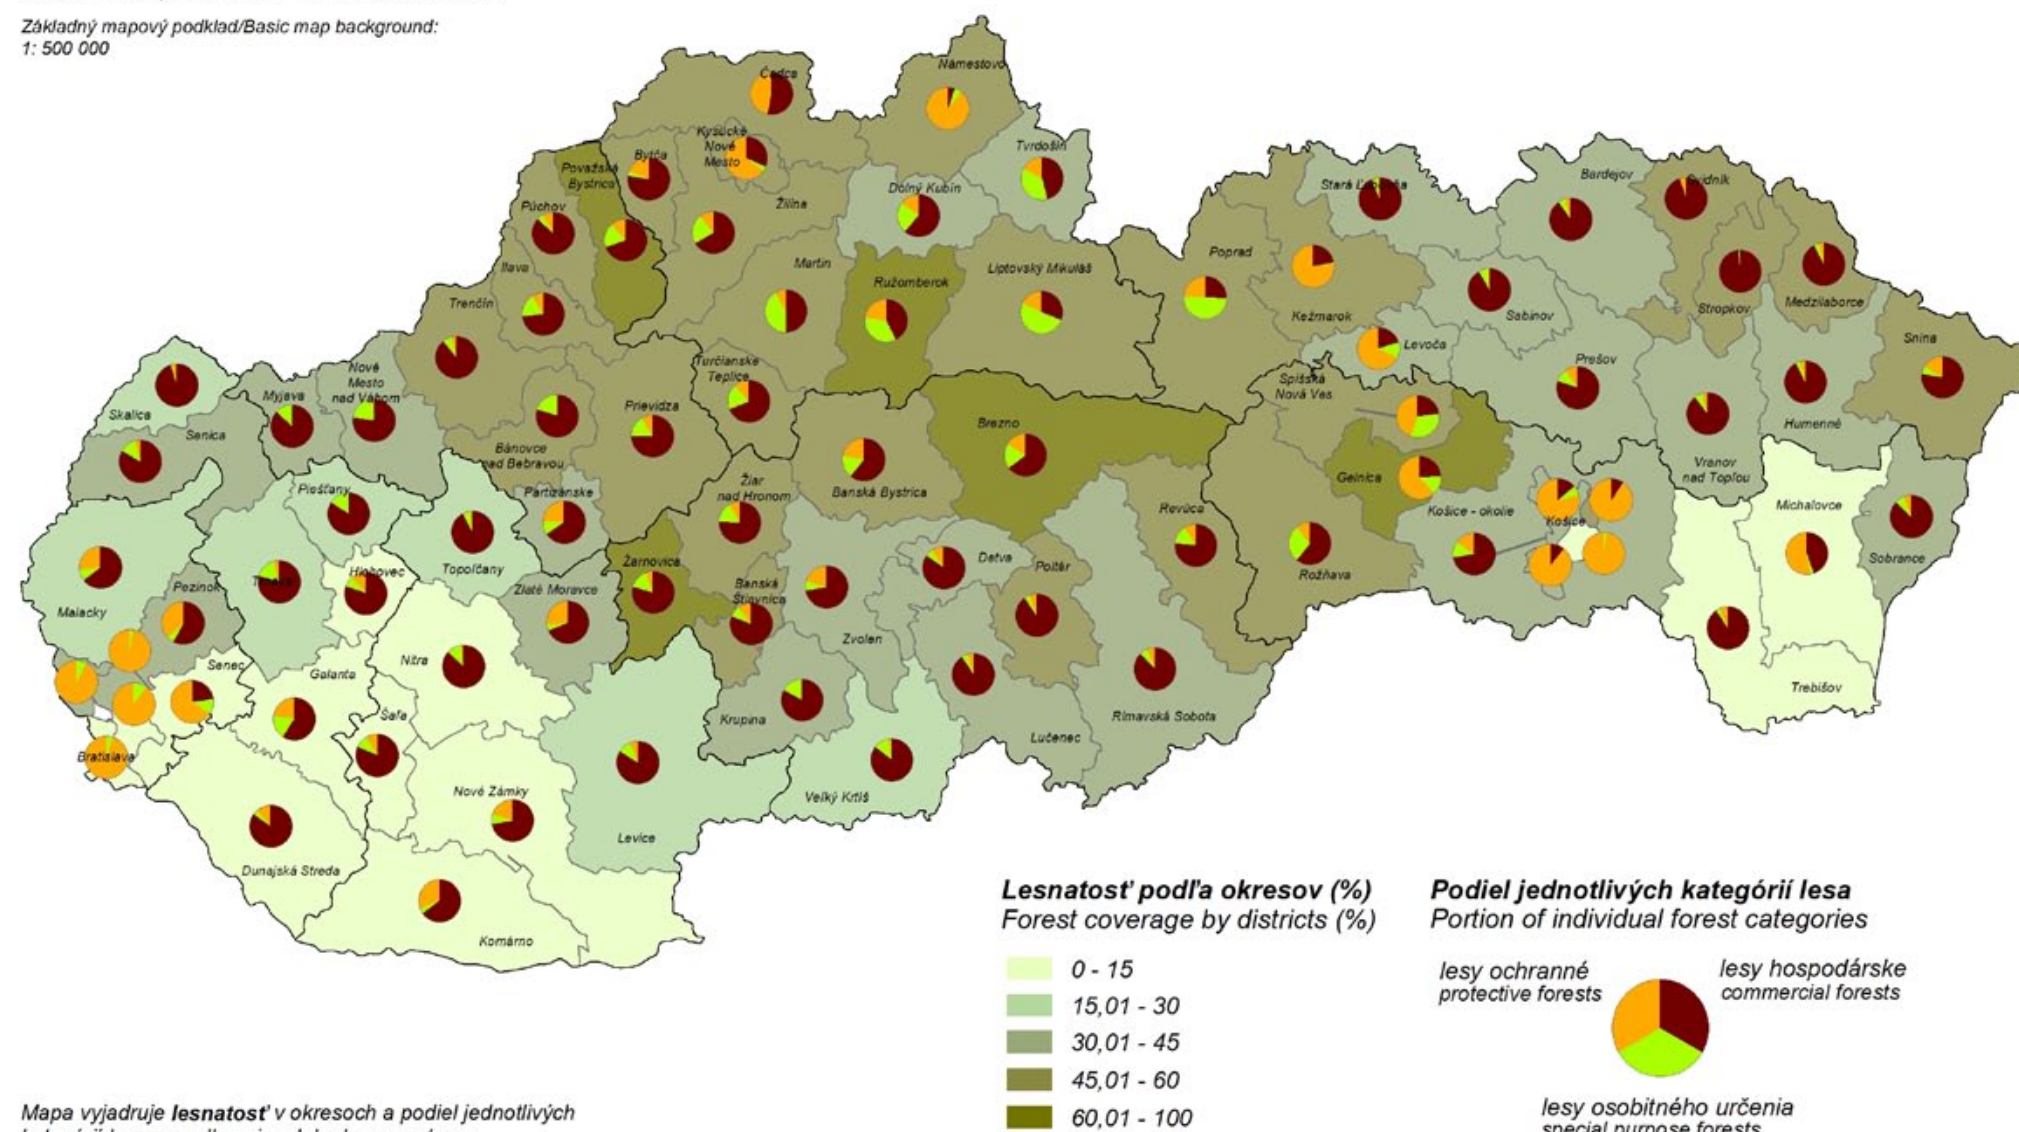 Základný mapový podklad/Basic map background:
1: 500 000
Námestovo
Čadca
Kysucké
Nové
Mesto
Tvrdošín
Bytča
Považská
Bystrica
Dolný Kubín
Stará Ľubovňa
Bardejov
Svidník
Púchov
Žilina
Ilava
Martin
Ružomberok
Liptovský Mikuláš
Poprad
Kežmarok
Sabinov
Stropkov
Medzilaborce
Trenčín
Levoča
Prešov
Snina
Turčianske
Teplice
Spišská
Nová Ves
Nové
Mesto
nad Váhom
Myjava
Skalica
Senica
Prievidza
Brezno
Humenné
Bánovce
nad Bebravou
Žiar
nad Hronom
Banská Bystrica
Gelnica
Vranov
nad Topľou
Piešťany
Partizánske
Revúca
Košice - okolie
Košice
Michalovce
Trnava
Hlohovec
Topoľčany
Žarnovica
Detva
Poltár
Rožňava
Sobrance
Malacky
Pezinok
Zlaté Moravce
Banská
Štiavnica
Zvolen
Senec
Galanta
Nitra
Šaľa
Krupina
Lučenec
Rimavská Sobota
Trebišov
Bratislava
Nové Zámky
Veľký Krtíš
Levice
Dunajská Streda
Komárno
Lesnatosť podľa okresov (%)
Forest coverage by districts (%)
0 - 15
15,01 - 30
30,01 - 45
45,01 - 60
60,01 - 100
Podiel jednotlivých kategórií lesa
Portion of individual forest categories
lesy ochranné
protective forests
lesy hospodárske
commercial forests
lesy osobitného určenia
special purpose forests
Mapa vyjadruje lesnatosť v okresoch a podiel jednotlivých